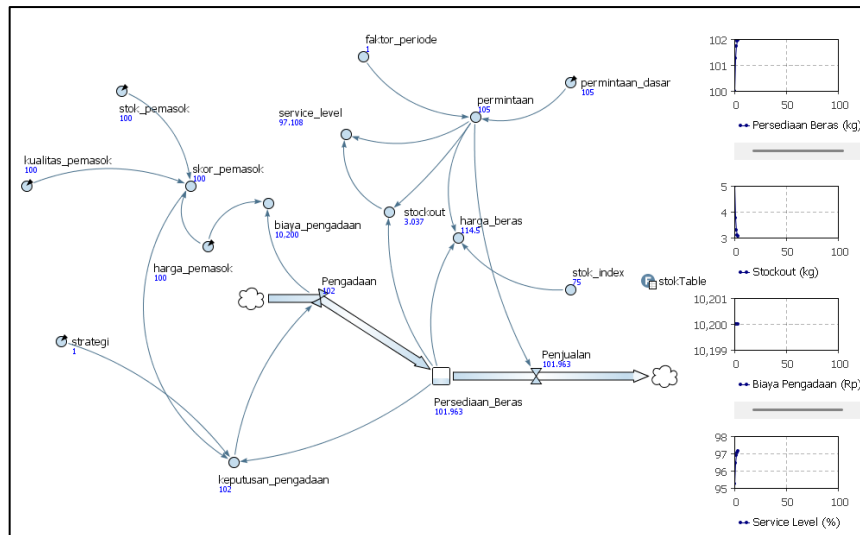 faktor_periode
1
permintaan_dasar
105
permintaan
105
service_level
97.108
stok_pemasok
100
kualitas_pemasok
100
skor_pemasok
100
stockout
3.037
harga_beras
114.5
biaya_pengadaan
10,200
harga_pemasok
100
Pengadaan
102
stok_index
75
F
stokTable
strategi
1
Penjualan
101.963
Persediaan_Beras
101.963
keputusan_pengadaan
102
102
101
100
0 50 100
Persediaan Beras (kg)
5
4
3
0 50 100
Stockout (kg)
10,201
10,200
10,199
0 50 100
Biaya Pengadaan (Rp)
98
97
96
95
0 50 100
Service Level (%)